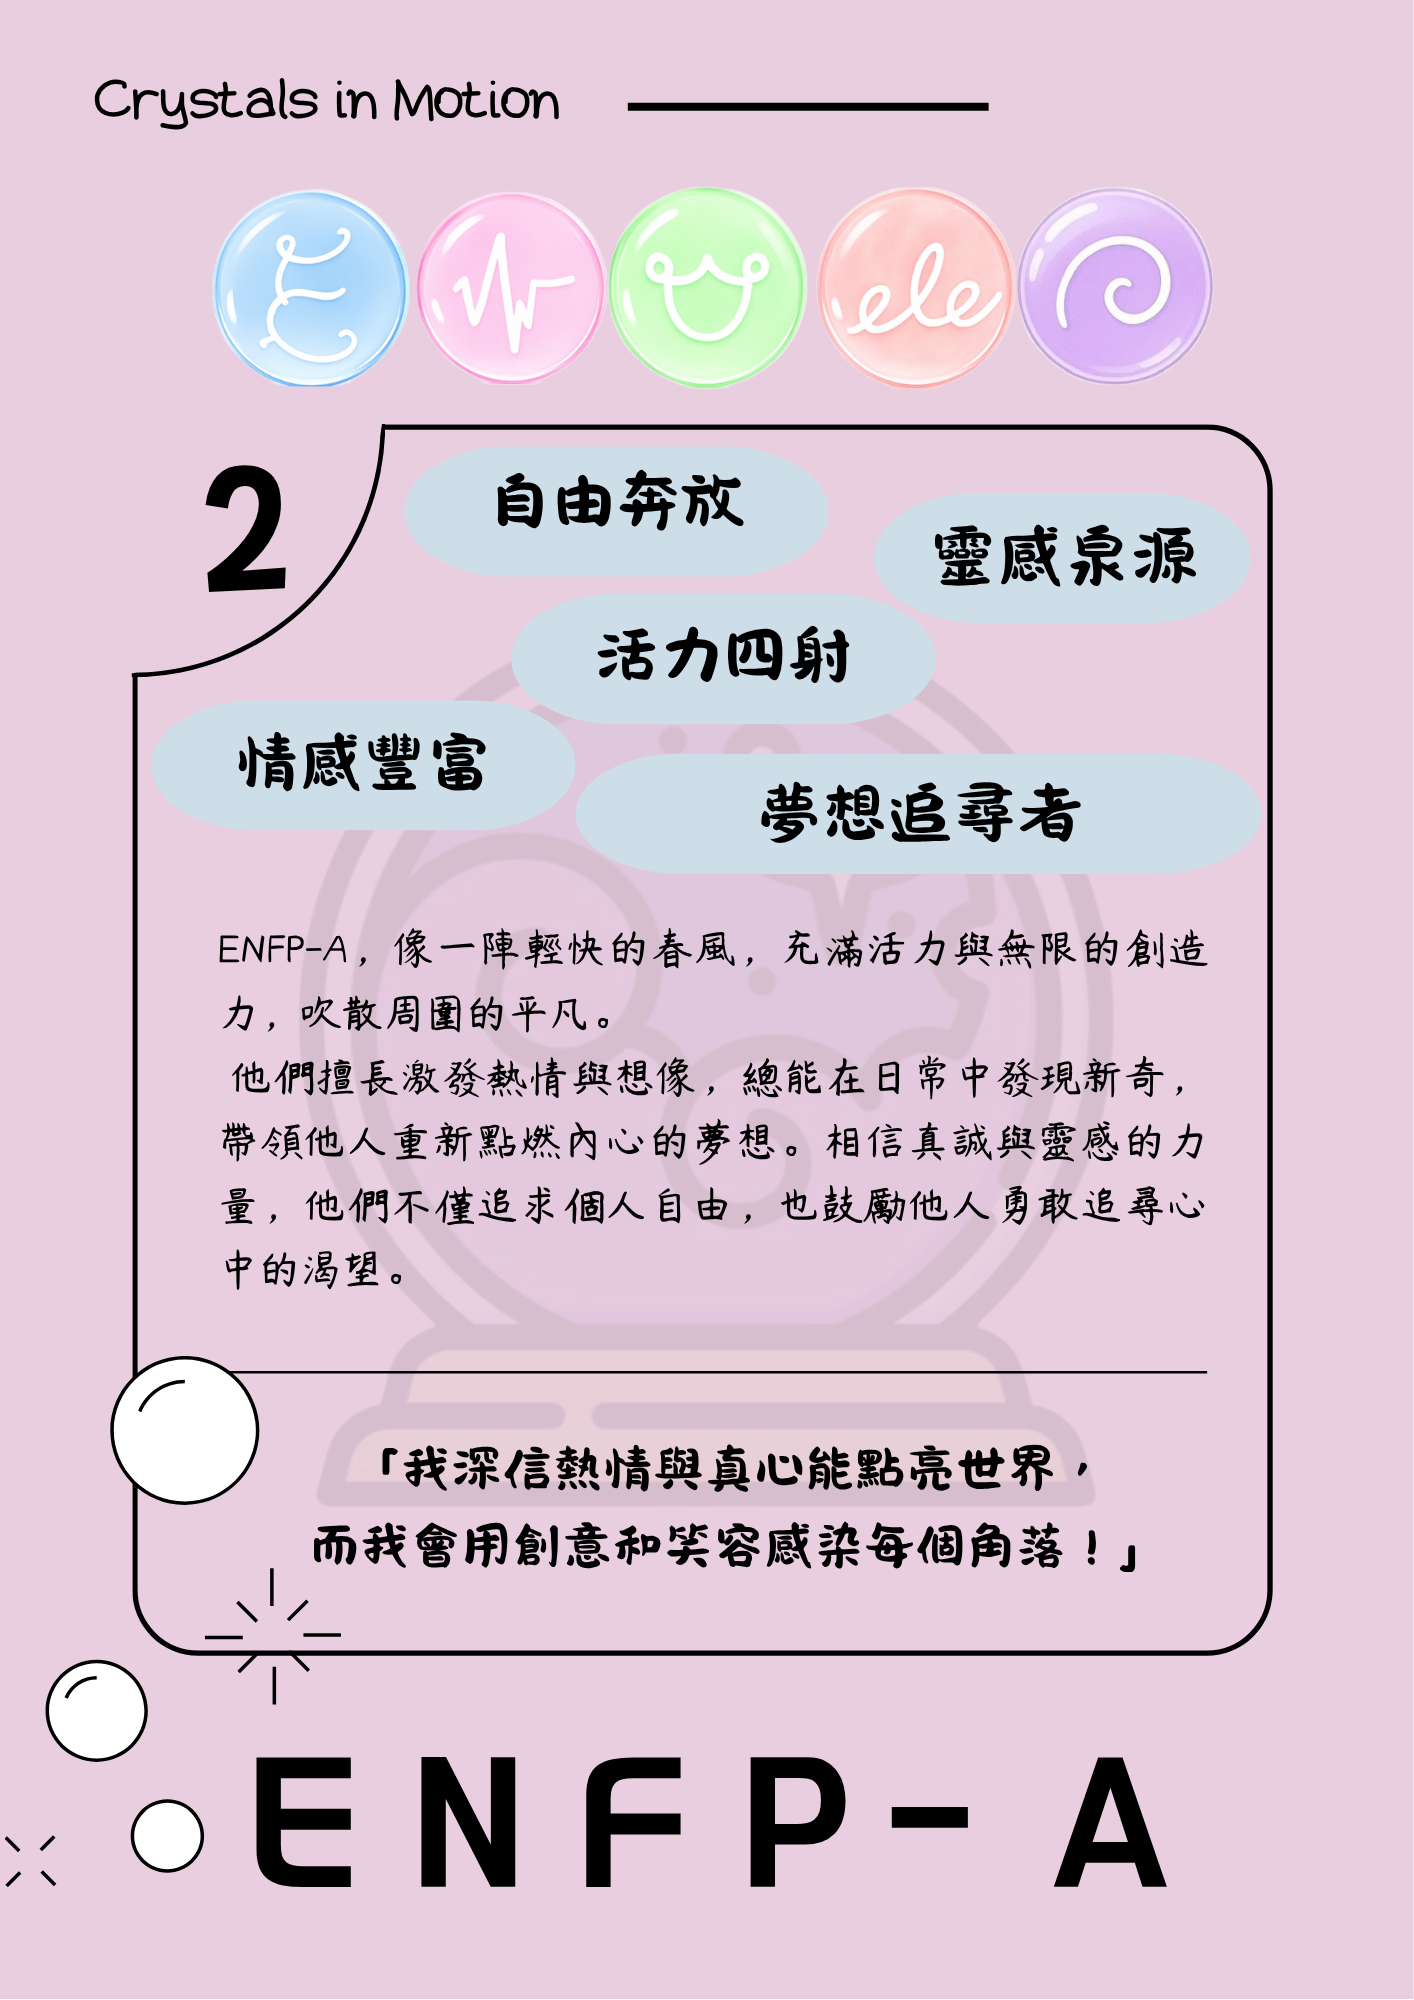 Crystals in Motion
ele
2
自由奔放
靈感泉源
活力四射
情感豐富
夢想追尋者
ENFP-A，像一陣輕快的春風，充滿活力與無限的創造
力，吹散周圍的平凡。
他們擅長激發熱情與想像，總能在日常中發現新奇，
帶領他人重新點燃內心的夢想。相信真誠與靈感的力
量，他們不僅追求個人自由，也鼓勵他人勇敢追尋心
中的渴望。
「我深信熱情與真心能點亮世界，
而我會用創意和笑容感染每個角落！」
ENFP-A